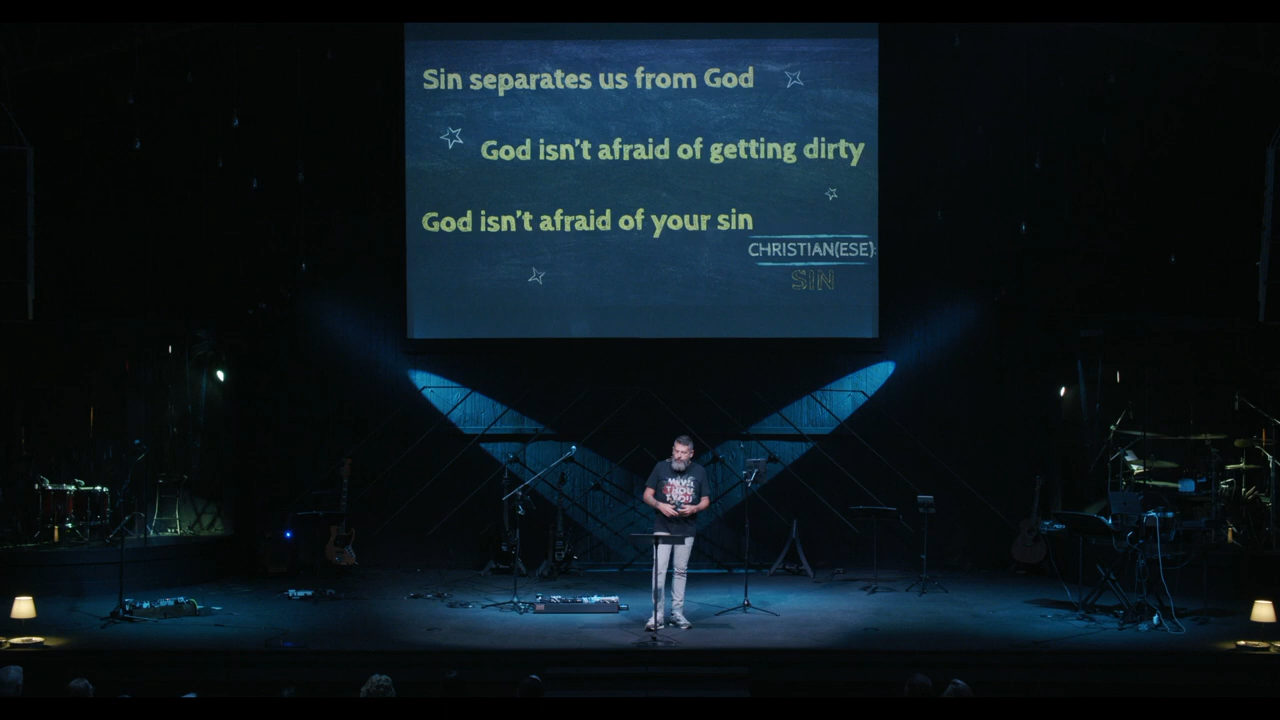 Sin separates us from God
God isn't afraid of getting dirty
God isn't afraid of your sin
CHRISTIAN(ESE):
SIN
THOU